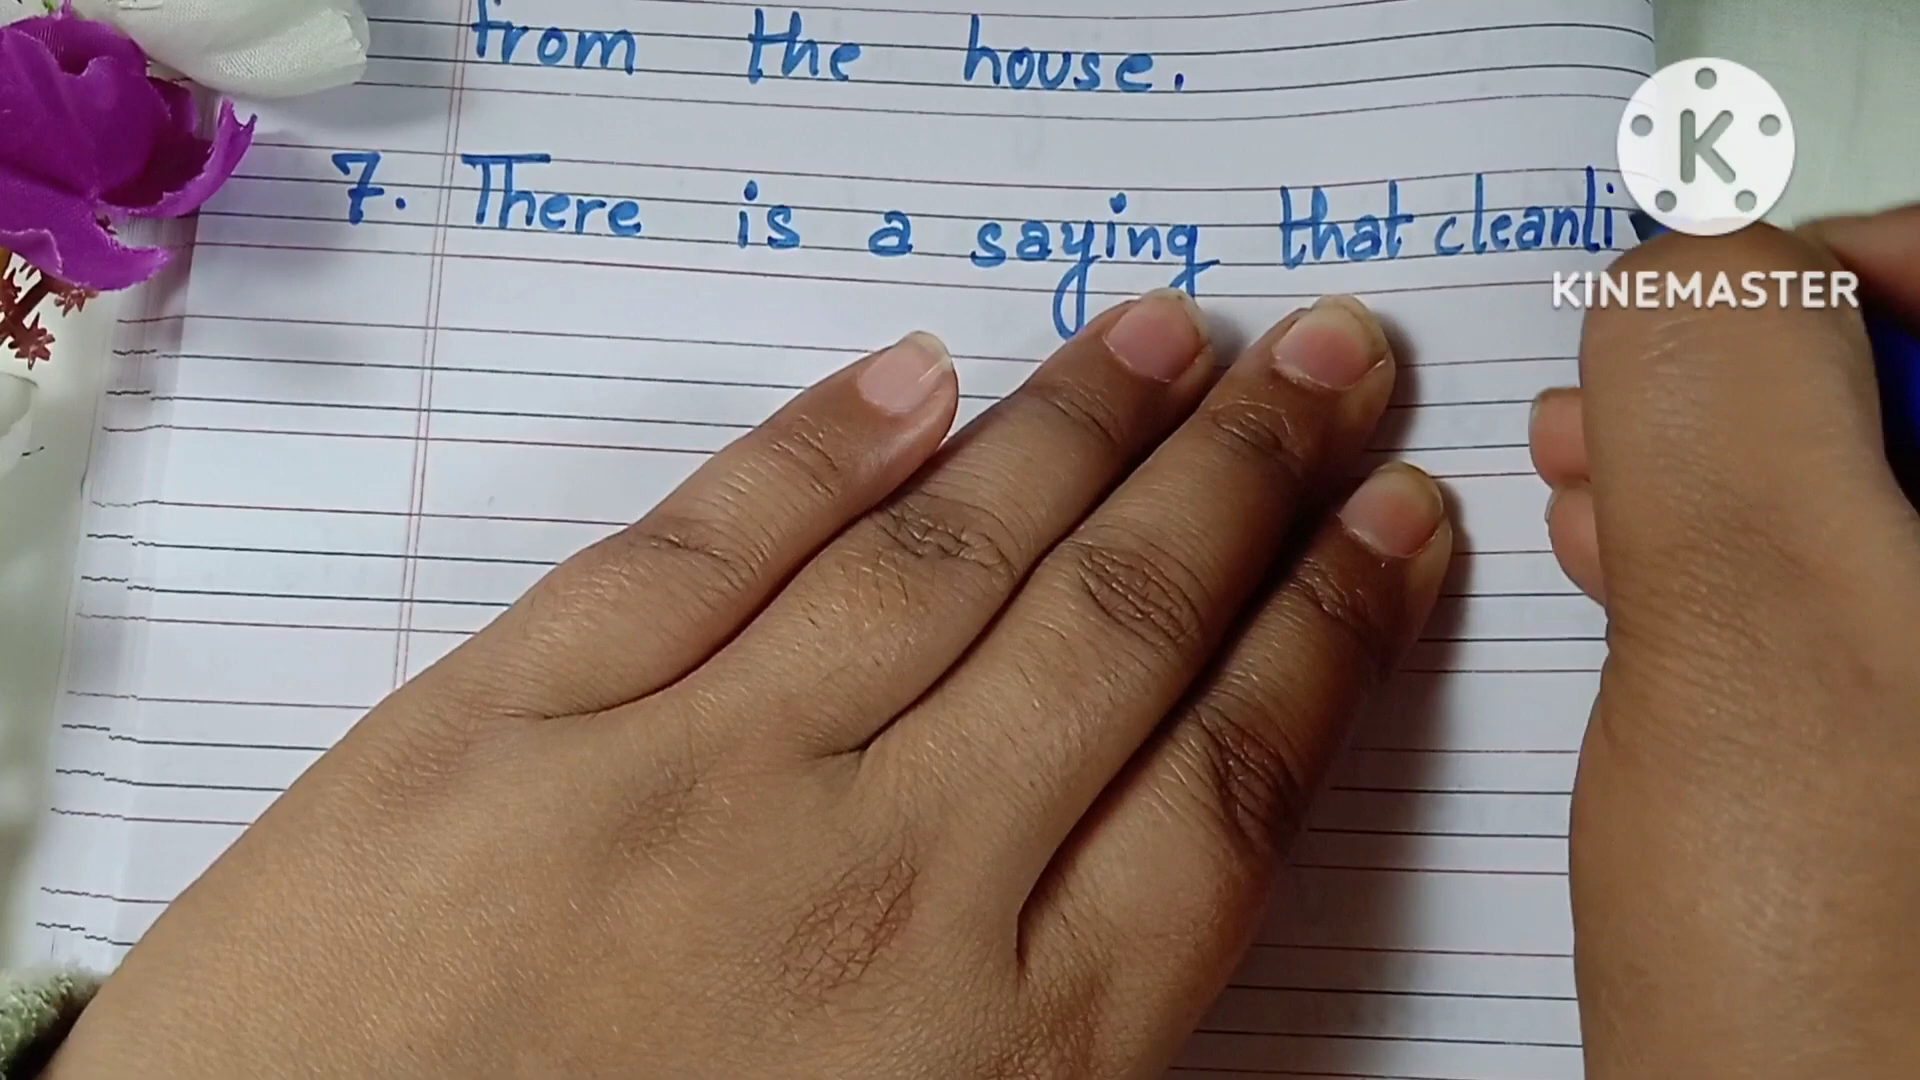 from the house.
7. There is a saying that cleanli
K
KINEMASTER